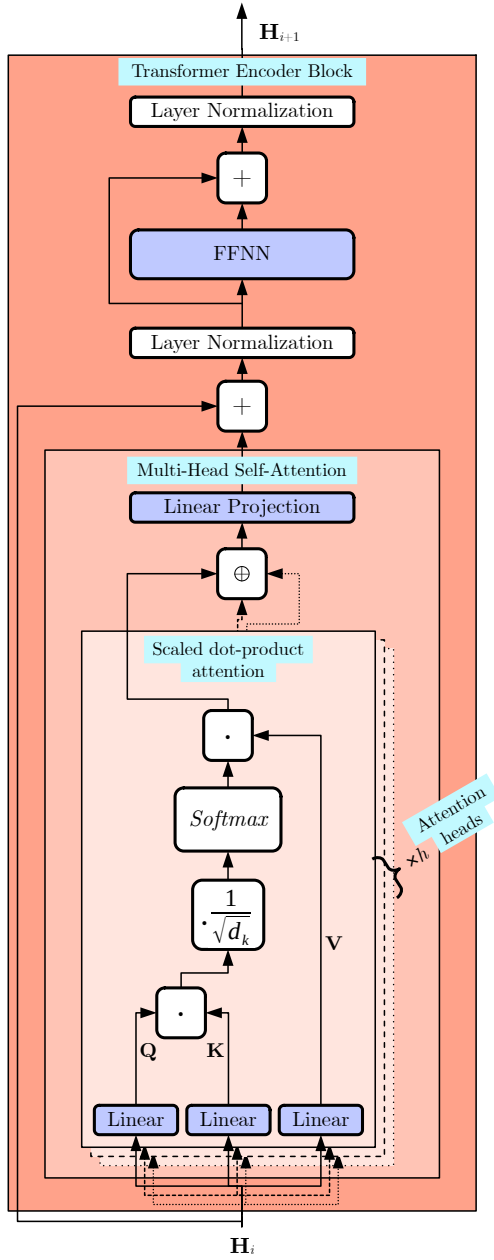 H_{i+1}
Transformer Encoder Block
Layer Normalization
+
FFNN
Layer Normalization
+
Multi-Head Self-Attention
Linear Projection
⊕
Scaled dot-product
attention
·
Softmax
Attention
heads
×h
· 1/√d_k
V
·
Q K
Linear Linear Linear
H_i